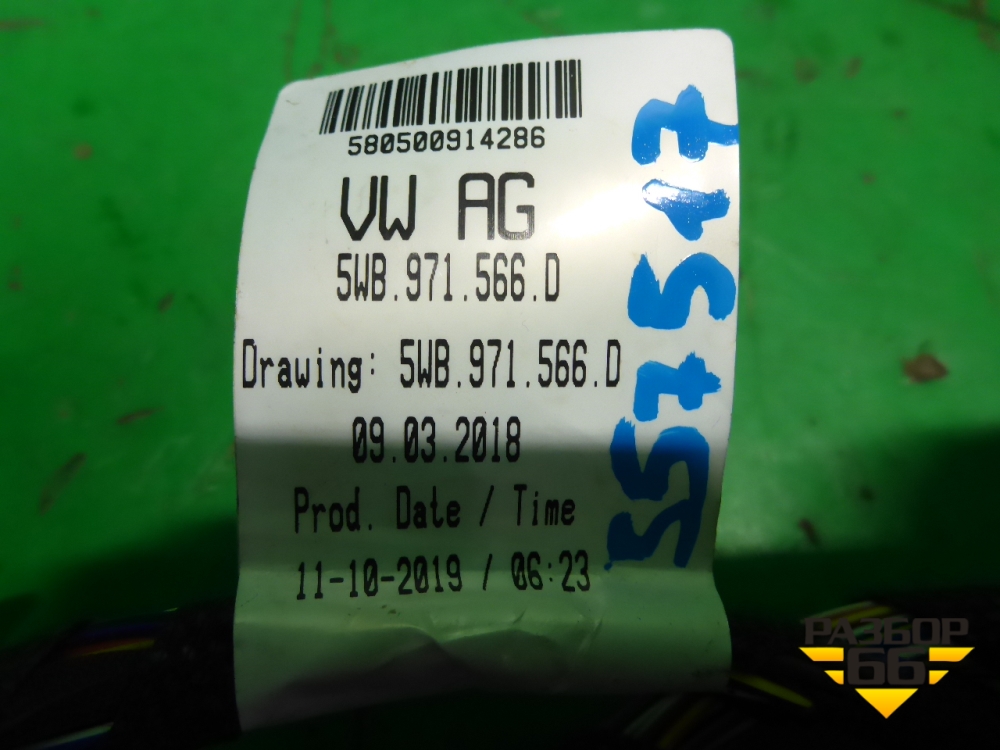 580500914286
VW AG
5WB.971.566.D
Drawing: 5WB.971.566.D
09.03.2018
Prod. Date / Time
11-10-2019 / 06:23
557517
РАЗБОР
66